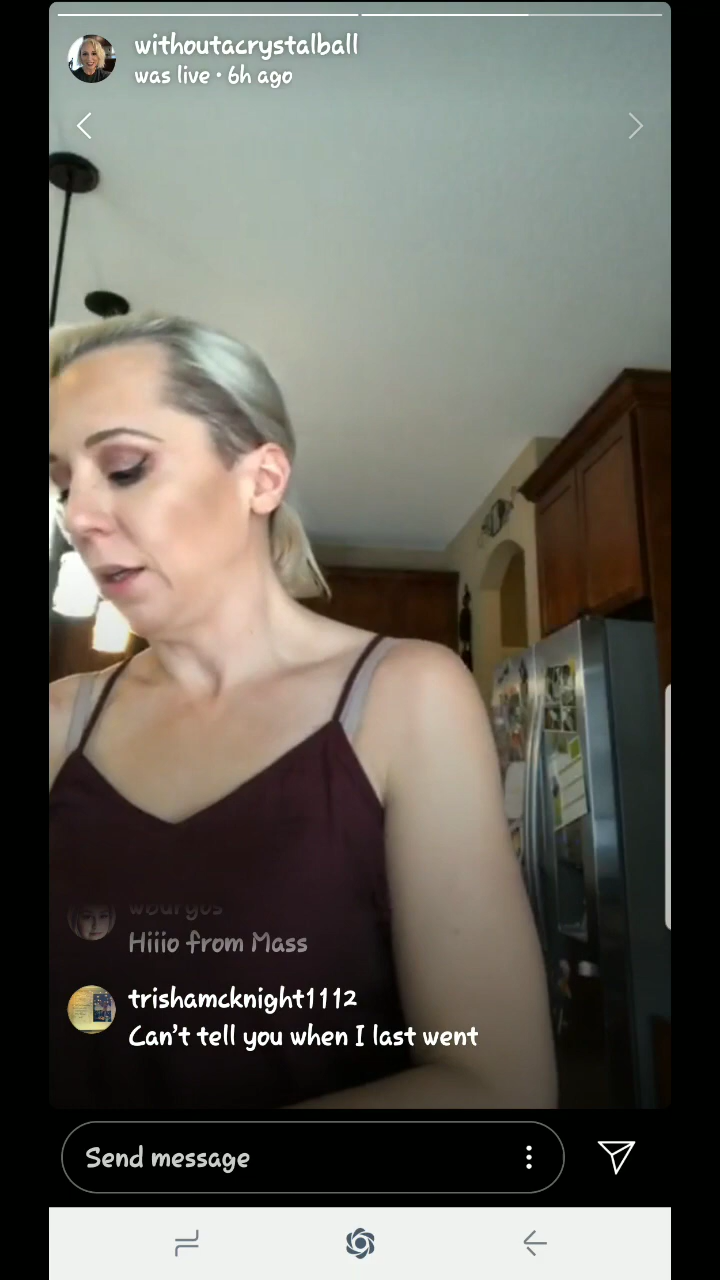 withoutacrystalball
was live • 6h ago
Hiiio from Mass
trishamcknight1112
Can't tell you when I last went
Send message